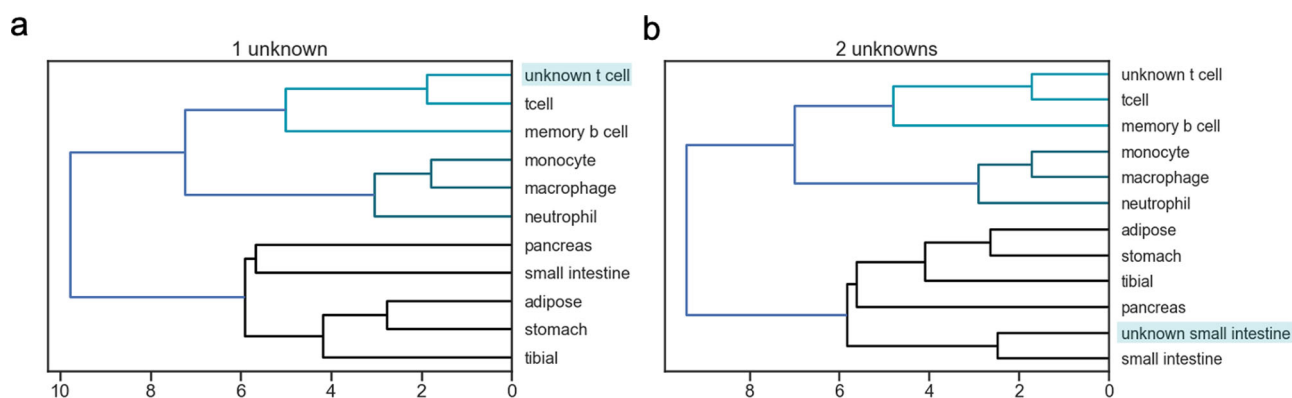 a
1 unknown
unknown t cell
tcell
memory b cell
monocyte
macrophage
neutrophil
pancreas
small intestine
adipose
stomach
tibial
10 8 6 4 2 0
b
2 unknowns
unknown t cell
tcell
memory b cell
monocyte
macrophage
neutrophil
adipose
stomach
tibial
pancreas
unknown small intestine
small intestine
8 6 4 2 0